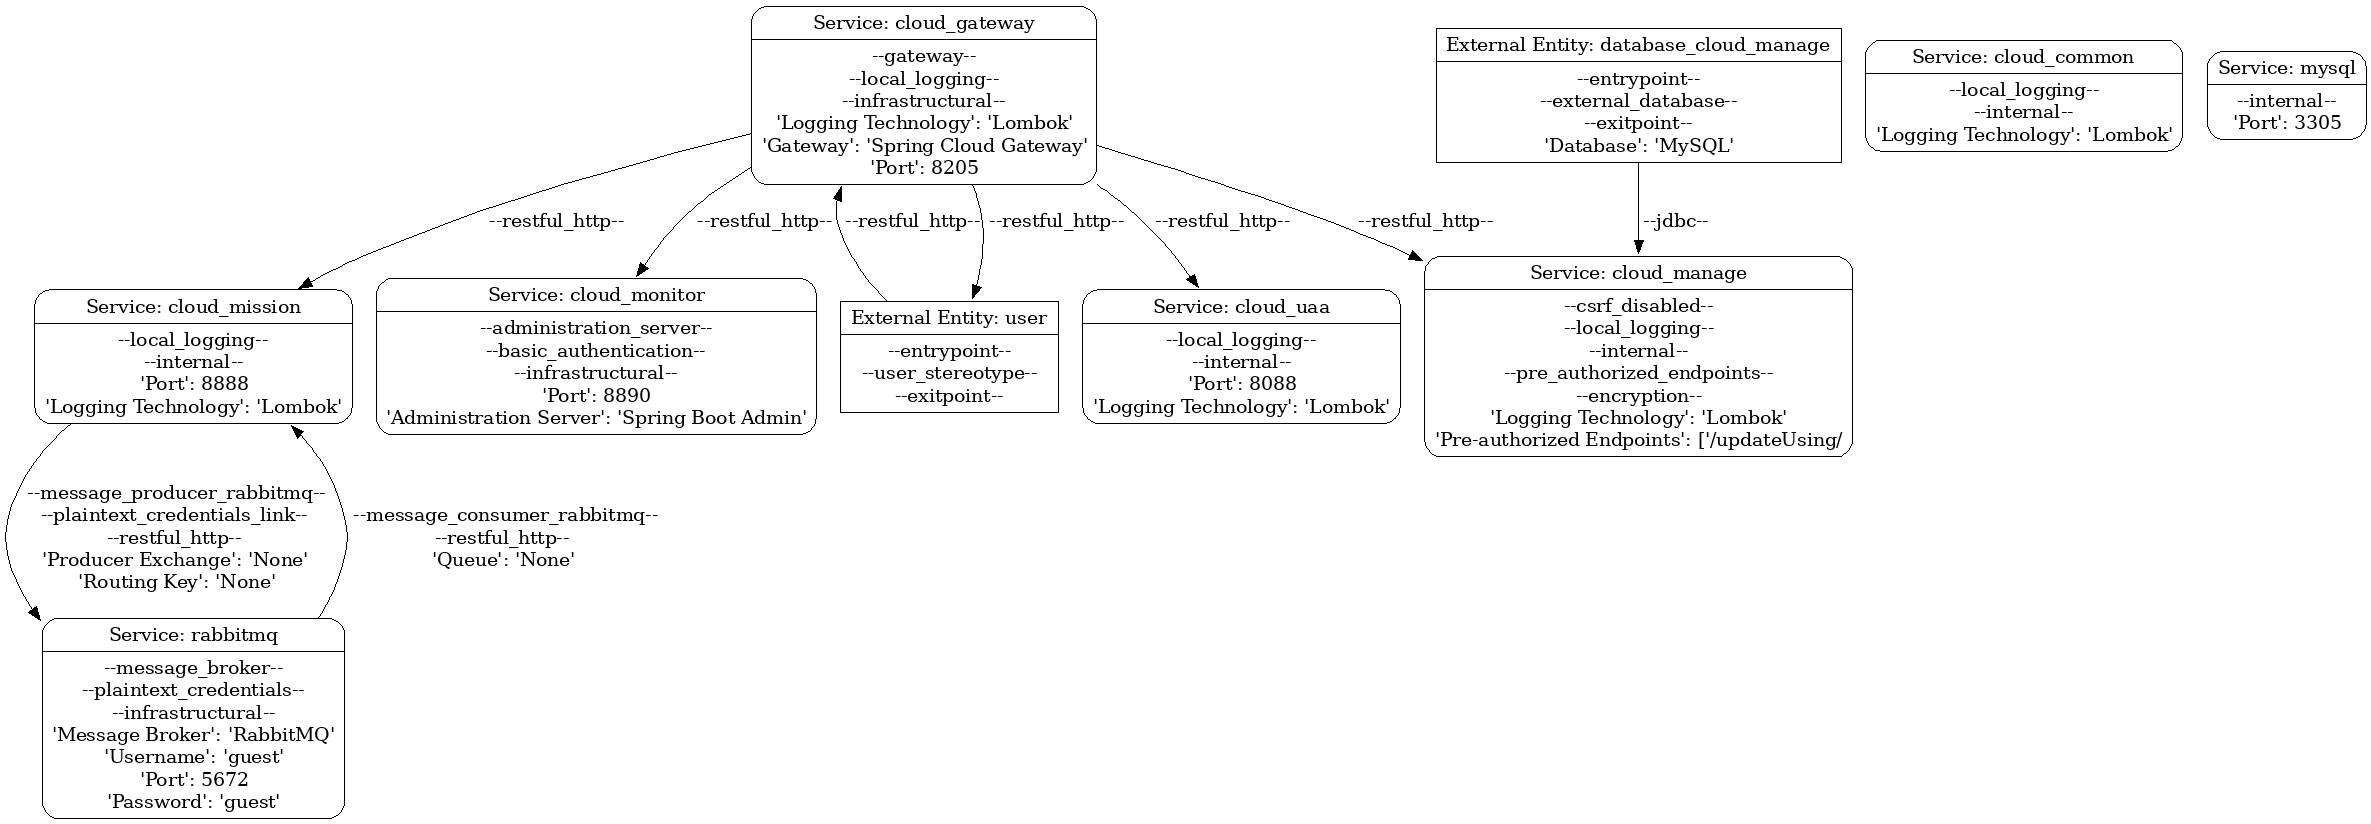 Service: cloud_gateway
--gateway--
--local_logging--
--infrastructural--
'Logging Technology': 'Lombok'
'Gateway': 'Spring Cloud Gateway'
'Port': 8205
External Entity: database_cloud_manage
--entrypoint--
--external_database--
--exitpoint--
'Database': 'MySQL'
Service: cloud_common
--local_logging--
--internal--
'Logging Technology': 'Lombok'
Service: mysql
--internal--
'Port': 3305
--restful_http--
--restful_http--
--restful_http--
--restful_http--
--restful_http--
--restful_http--
--jdbc--
Service: cloud_mission
--local_logging--
--internal--
'Port': 8888
'Logging Technology': 'Lombok'
Service: cloud_monitor
--administration_server--
--basic_authentication--
--infrastructural--
'Port': 8890
'Administration Server': 'Spring Boot Admin'
External Entity: user
--entrypoint--
--user_stereotype--
--exitpoint--
Service: cloud_uaa
--local_logging--
--internal--
'Port': 8088
'Logging Technology': 'Lombok'
Service: cloud_manage
--csrf_disabled--
--local_logging--
--internal--
--pre_authorized_endpoints--
--encryption--
'Logging Technology': 'Lombok'
'Pre-authorized Endpoints': ['/updateUsing/
--message_producer_rabbitmq--
--plaintext_credentials_link--
--restful_http--
'Producer Exchange': 'None'
'Routing Key': 'None'
--message_consumer_rabbitmq--
--restful_http--
'Queue': 'None'
Service: rabbitmq
--message_broker--
--plaintext_credentials--
--infrastructural--
'Message Broker': 'RabbitMQ'
'Username': 'guest'
'Port': 5672
'Password': 'guest'